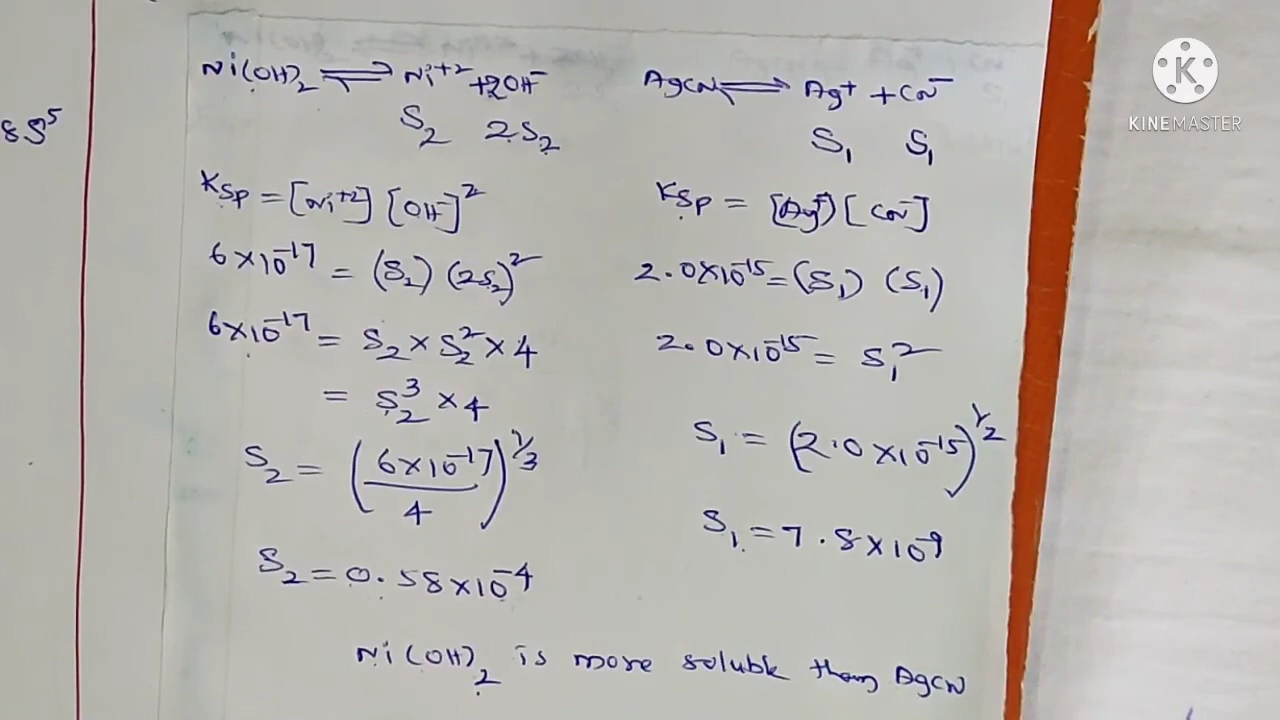 8S⁵
Ni(OH)₂ ⇌ Ni⁺² + 2OH⁻
S₂ 2S₂
Ksp = [Ni⁺²] [OH⁻]²
6×10⁻¹⁷ = (S₂) (2S₂)²
6×10⁻¹⁷ = S₂ × S₂² × 4
= S₂³ × 4
S₂ = (6×10⁻¹⁷/4)^1/3
S₂ = 0.58×10⁻⁴
AgCN ⇌ Ag⁺ + CN⁻
S₁ S₁
Ksp = [Ag⁺] [CN⁻]
2.0×10⁻¹⁵ = (S₁) (S₁)
2.0×10⁻¹⁵ = S₁²
S₁ = (2.0×10⁻¹⁵)^1/2
S₁ = 7.8×10⁻⁹
Ni(OH)₂ is more soluble than AgCN
K
KINEMASTER